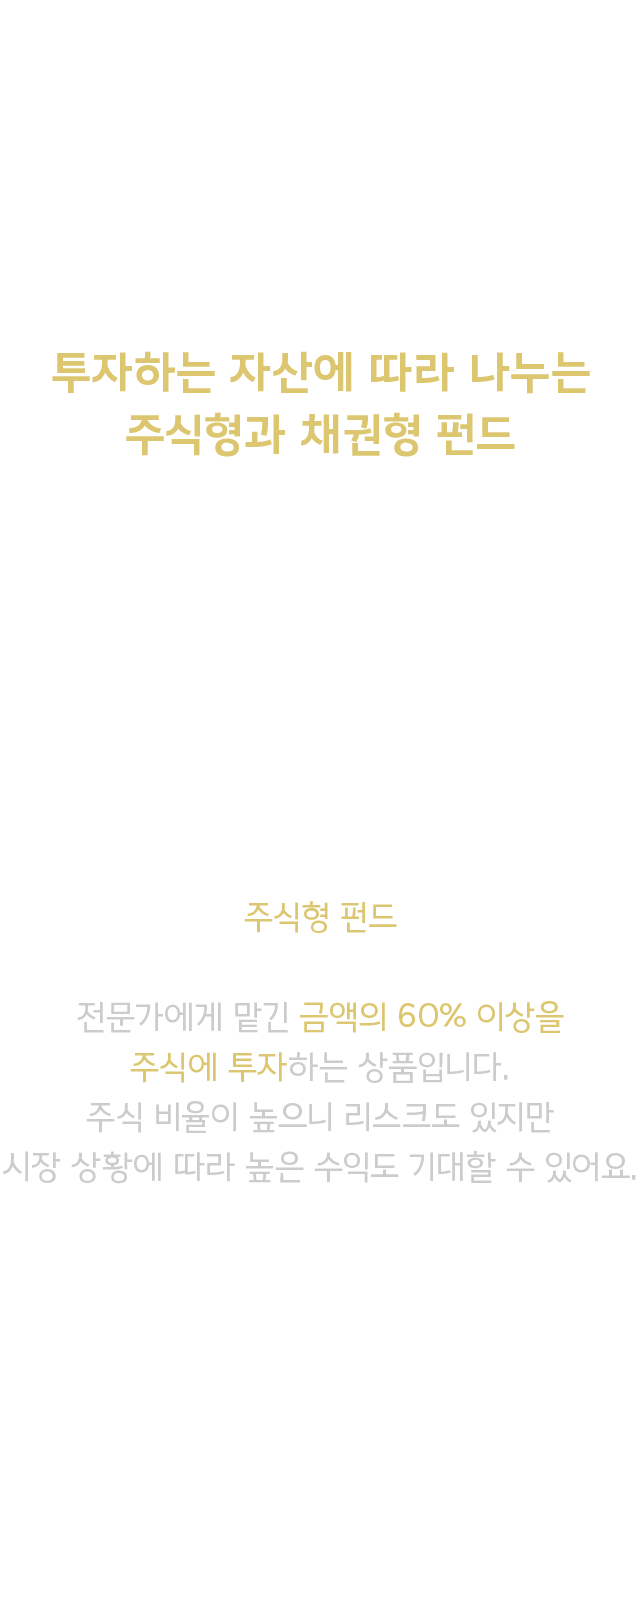 투자하는 자산에 따라 나누는
주식형과 채권형 펀드
주식형 펀드
전문가에게 맡긴 금액의 60% 이상을
주식에 투자하는 상품입니다.
주식 비율이 높으니 리스크도 있지만
시장 상황에 따라 높은 수익도 기대할 수 있어요.